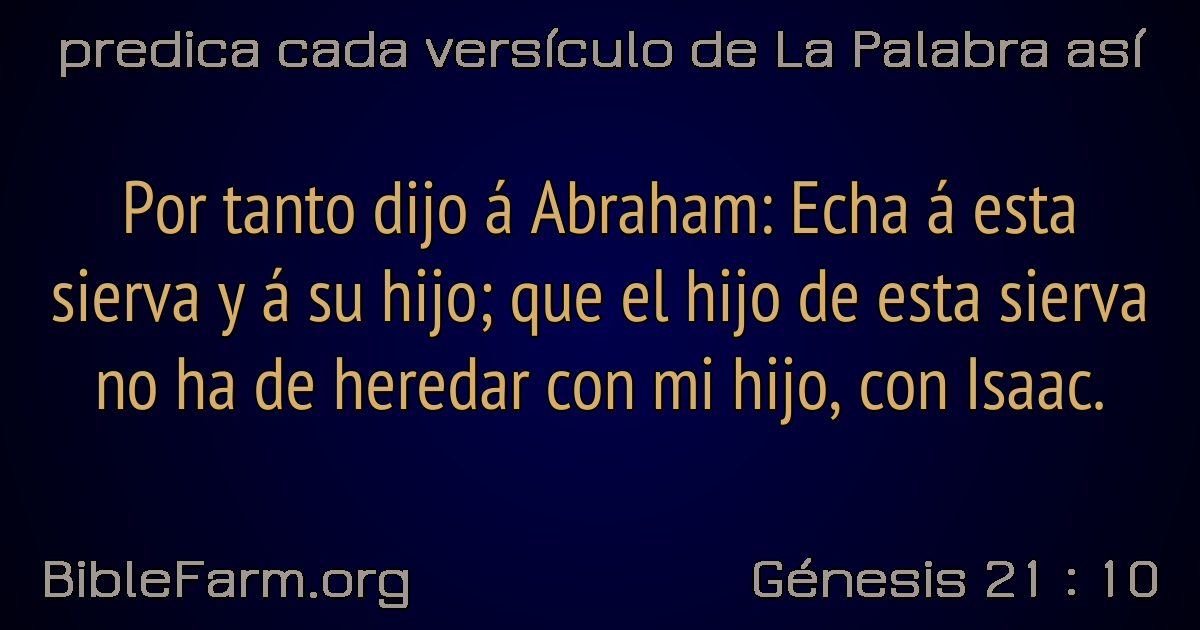 predica cada versículo de La Palabra así
Por tanto dijo á Abraham: Echa á esta
sierva y á su hijo; que el hijo de esta sierva
no ha de heredar con mi hijo, con Isaac.
BibleFarm.org
Génesis 21 : 10